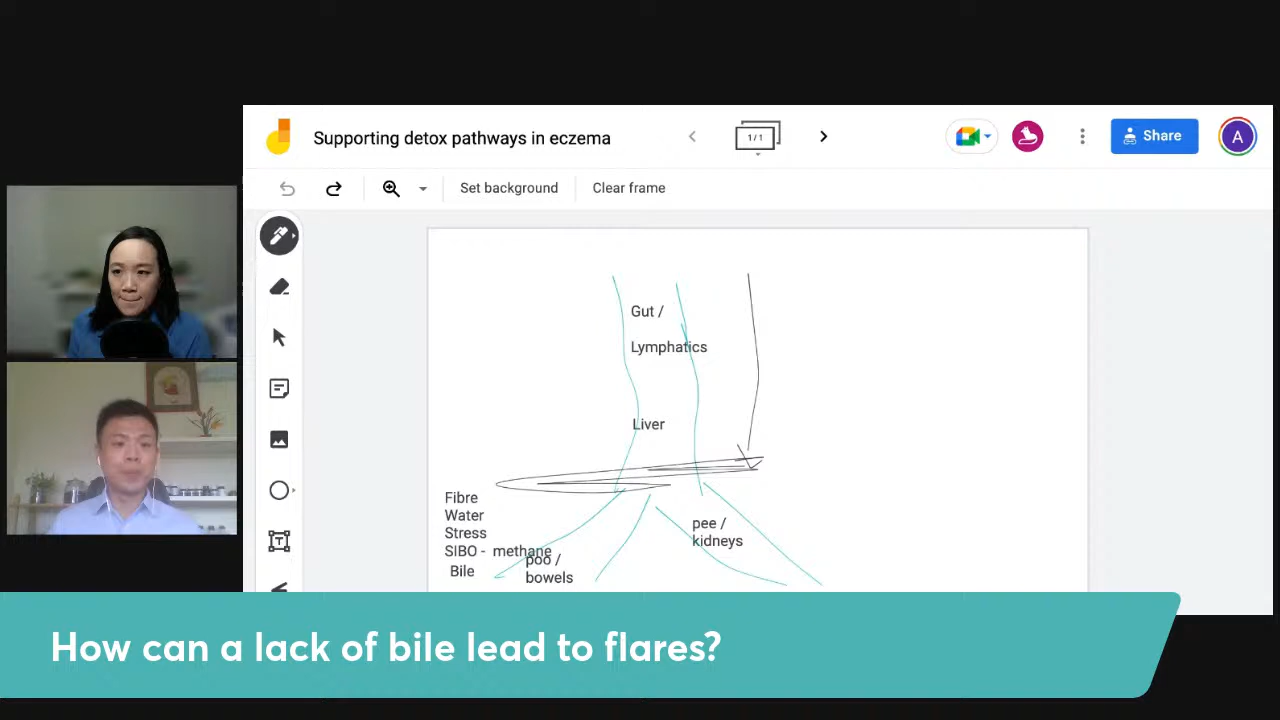 Supporting detox pathways in eczema
1/1
Share
A
Set background
Clear frame
Gut /
Lymphatics
Liver
Fibre
Water
Stress
SIBO - methane
Bile
poo /
bowels
pee /
kidneys
How can a lack of bile lead to flares?